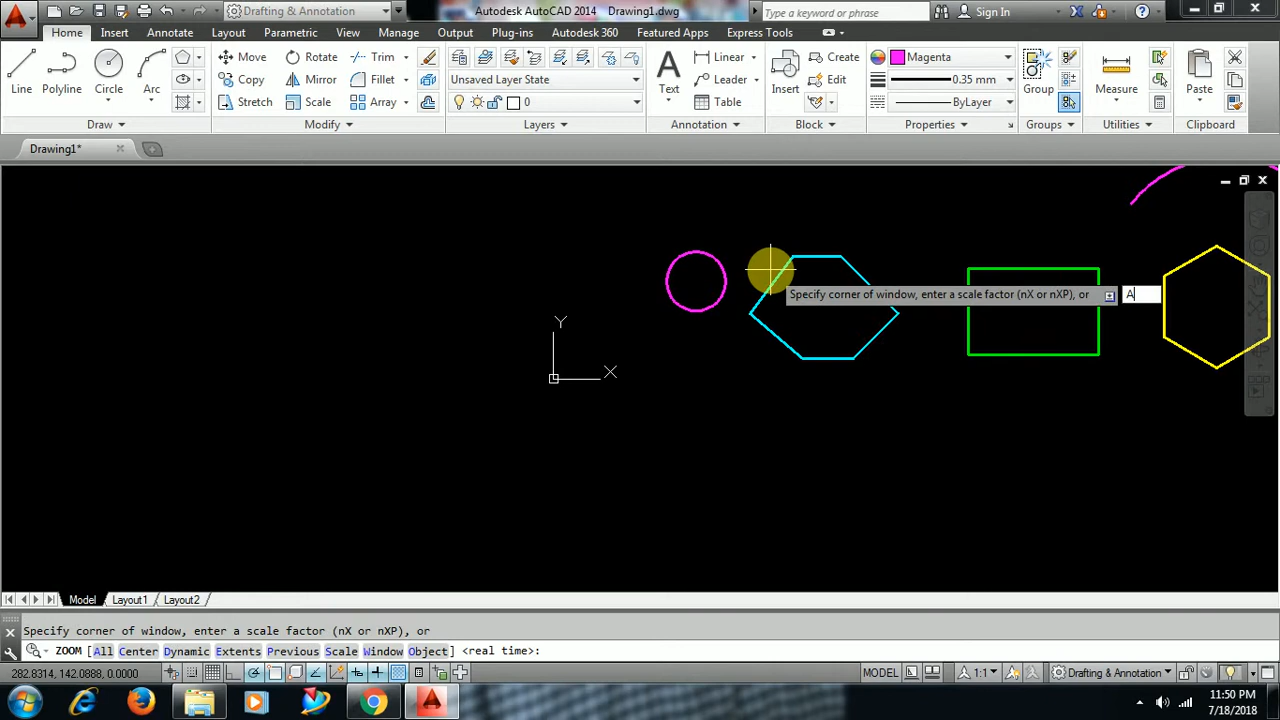 Drafting & Annotation
Autodesk AutoCAD 2014 Drawing1.dwg
Type a keyword or phrase
Sign In
Home Insert Annotate Layout Parametric View Manage Output Plug-ins Autodesk 360 Featured Apps Express Tools
Line Polyline Circle Arc
Move Rotate Trim
Copy Mirror Fillet
Stretch Scale Array
Unsaved Layer State
0
Text
Linear
Leader
Table
Insert
Create
Edit
Magenta
0.35 mm
ByLayer
Group
Measure
Paste
Draw Modify Layers Annotation Block Properties Groups Utilities Clipboard
Drawing1*
Specify corner of window, enter a scale factor (nX or nXP), or A
Y
X
Model Layout1 Layout2
Specify corner of window, enter a scale factor (nX or nXP), or
ZOOM [All Center Dynamic Extents Previous Scale Window Object] <real time>:
282.8314, 142.0888, 0.0000
MODEL
1:1
Drafting & Annotation
11:50 PM
7/18/2018